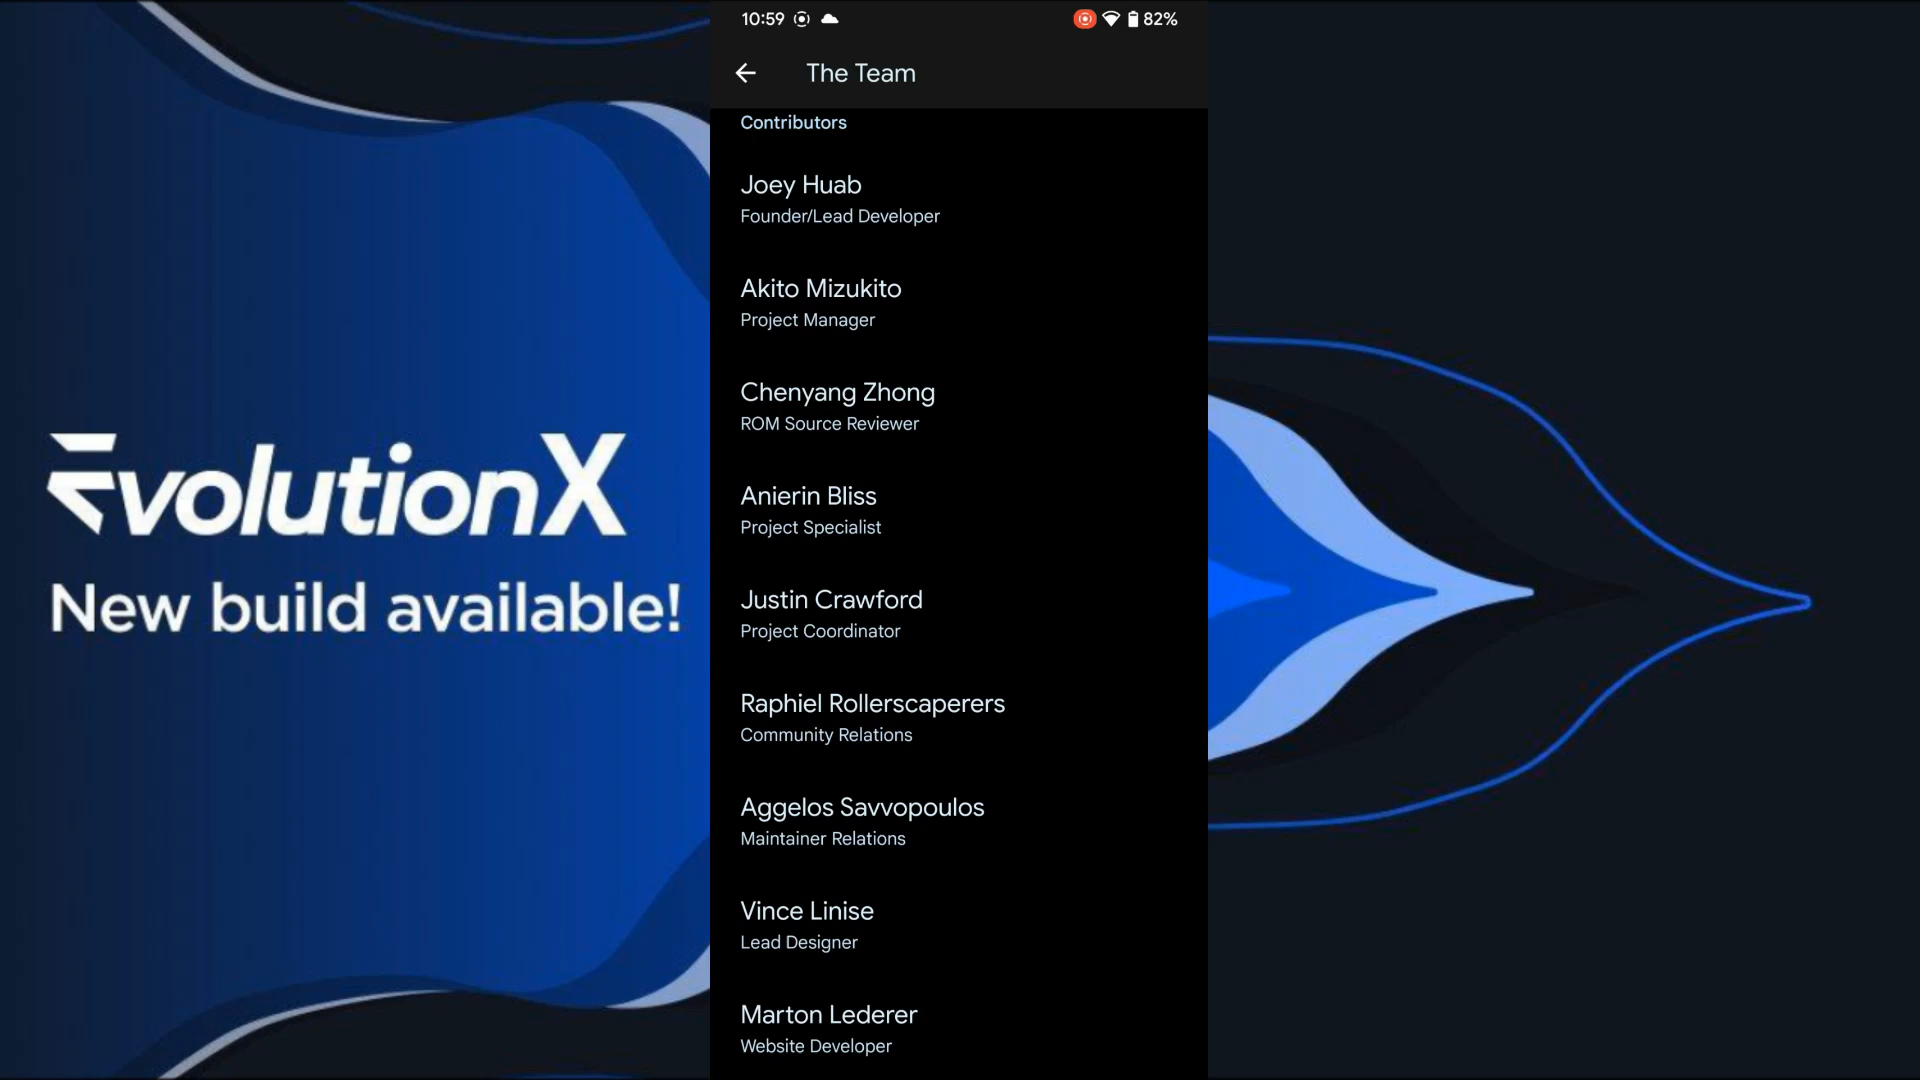 EvolutionX
New build available!
10:59
82%
The Team
Contributors
Joey Huab
Founder/Lead Developer
Akito Mizukito
Project Manager
Chenyang Zhong
ROM Source Reviewer
Anierin Bliss
Project Specialist
Justin Crawford
Project Coordinator
Raphiel Rollerscaperers
Community Relations
Aggelos Savvopoulos
Maintainer Relations
Vince Linise
Lead Designer
Marton Lederer
Website Developer